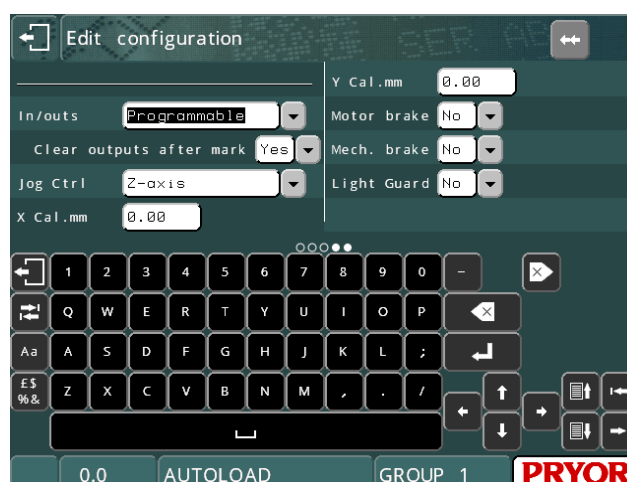 Edit configuration
In/outs Programmable
Clear outputs after mark Yes
Jog Ctrl Z-axis
X Cal.mm 0.00
Y Cal.mm 0.00
Motor brake No
Mech. brake No
Light Guard No
1 2 3 4 5 6 7 8 9 0 -
Q W E R T Y U I O P
Aa A S D F G H J K L ;
£$
%& Z X C V B N M , . /
0.0 AUTOLOAD GROUP 1 PRYOR